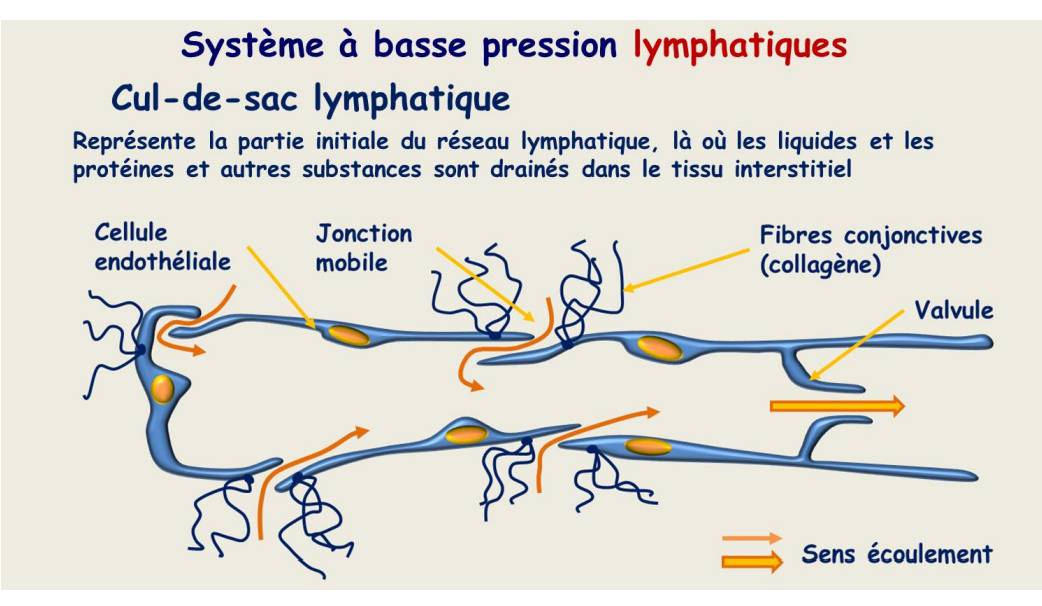 Système à basse pression lymphatiques
Cul-de-sac lymphatique
Représente la partie initiale du réseau lymphatique, là où les liquides et les
protéines et autres substances sont drainés dans le tissu interstitiel
Cellule
endothéliale
Jonction
mobile
Fibres conjonctives
(collagène)
Valvule
Sens écoulement